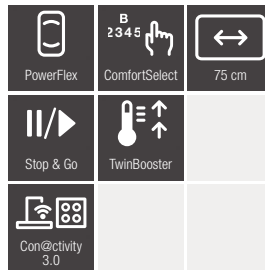 B
2345
PowerFlex
ComfortSelect
75 cm
Stop & Go
TwinBooster
Con@ctivity
3.0